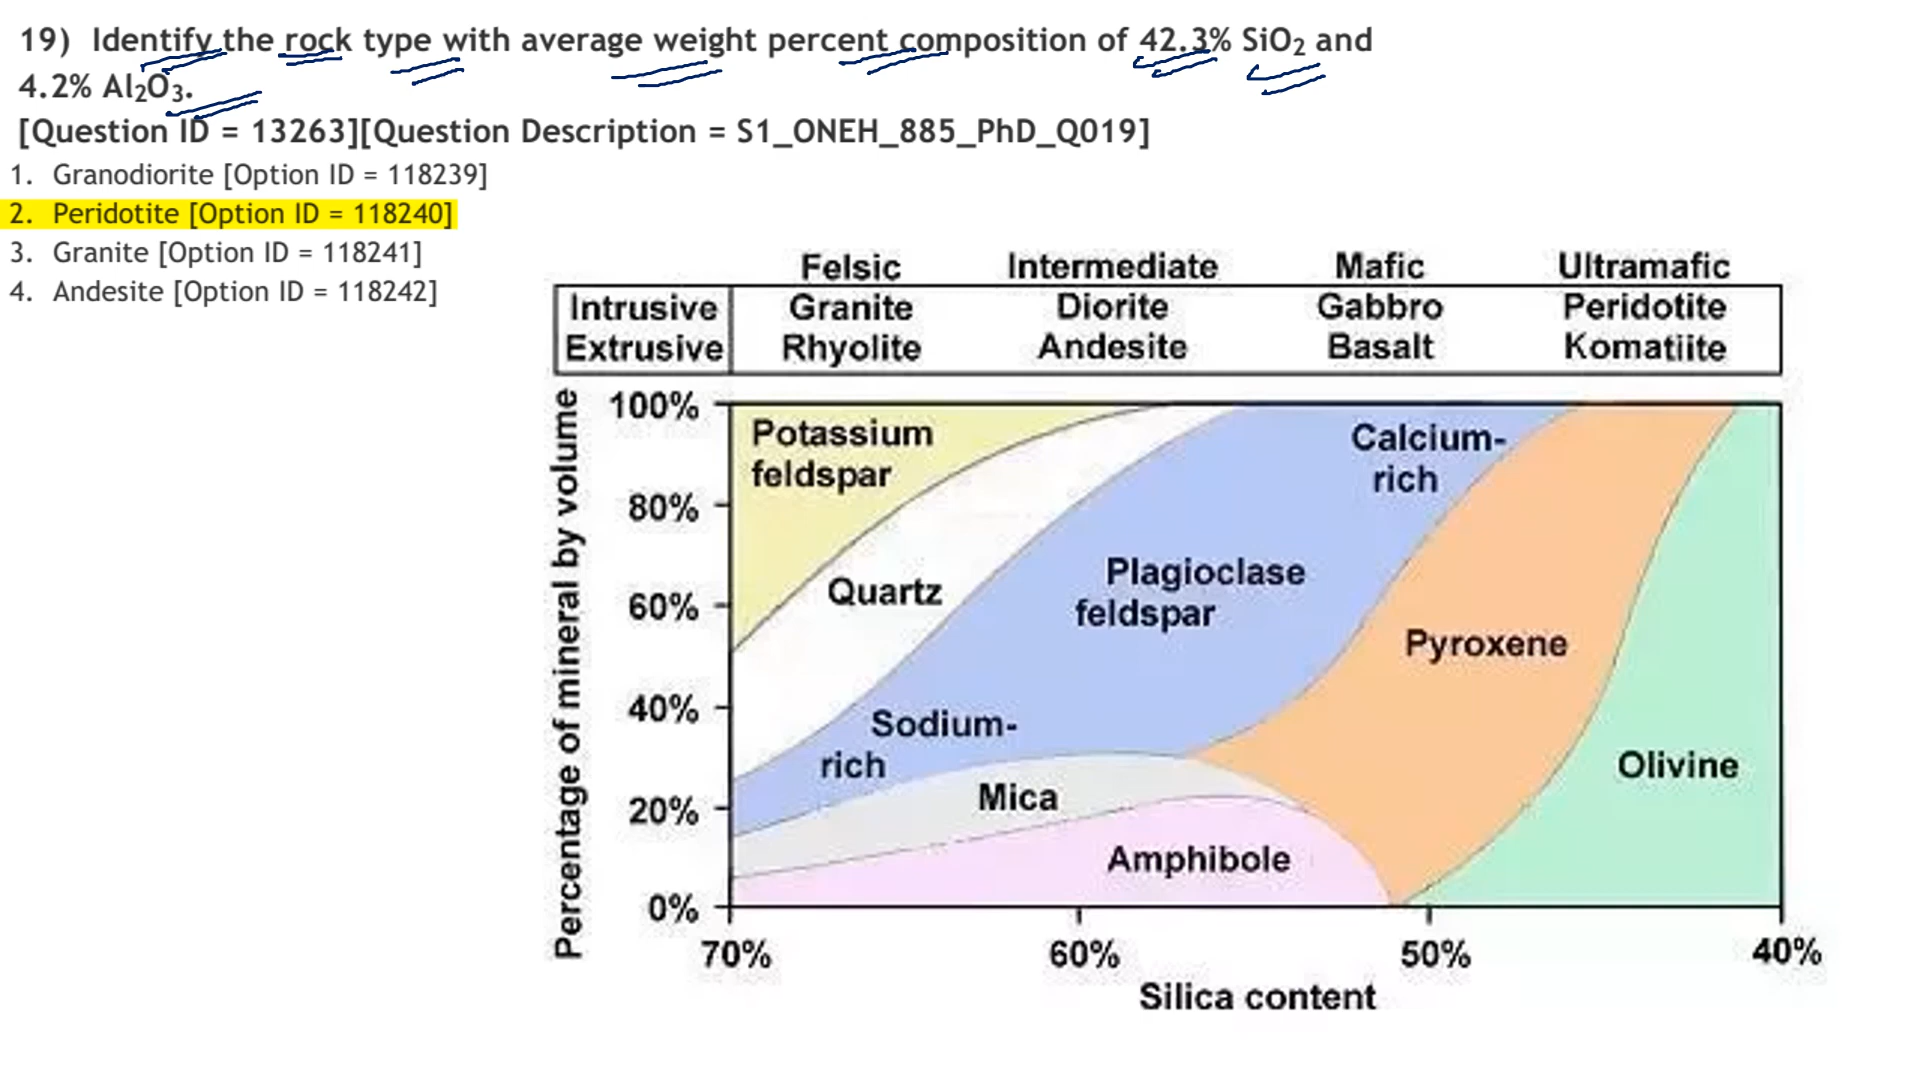 19) Identify the rock type with average weight percent composition of 42.3% SiO₂ and
4.2% Al₂O₃.
[Question ID = 13263][Question Description = S1_ONEH_885_PhD_Q019]
1. Granodiorite [Option ID = 118239]
2. Peridotite [Option ID = 118240]
3. Granite [Option ID = 118241]
4. Andesite [Option ID = 118242]
Felsic Intermediate Mafic Ultramafic
Intrusive Granite Diorite Gabbro Peridotite
Extrusive Rhyolite Andesite Basalt Komatiite
Percentage of mineral by volume
100%
80%
60%
40%
20%
0%
Potassium
feldspar
Quartz
Calcium-
rich
Plagioclase
feldspar
Sodium-
rich
Pyroxene
Mica
Olivine
Amphibole
70% 60% 50% 40%
Silica content